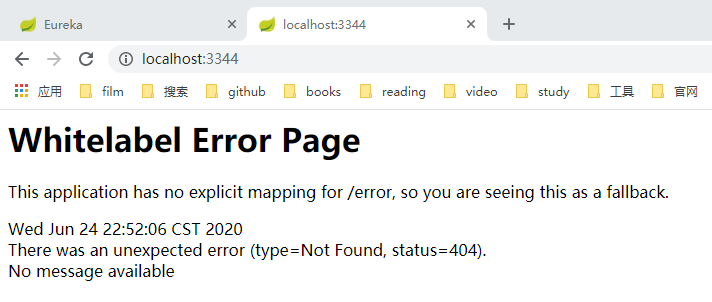 Eureka
localhost:3344
localhost:3344
应用 film 搜索 github books reading video study 工具 官网
Whitelabel Error Page
This application has no explicit mapping for /error, so you are seeing this as a fallback.
Wed Jun 24 22:52:06 CST 2020
There was an unexpected error (type=Not Found, status=404).
No message available